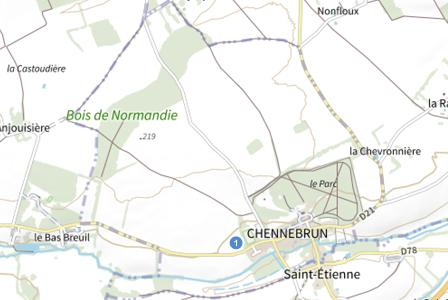 Nonfloux
la Castoudière
Bois de Normandie
219
Anjouisière
la Ra
la Chevronnière
le Parc
D21
CHENNEBRUN
1
le Bas Breuil
D78
Saint-Étienne